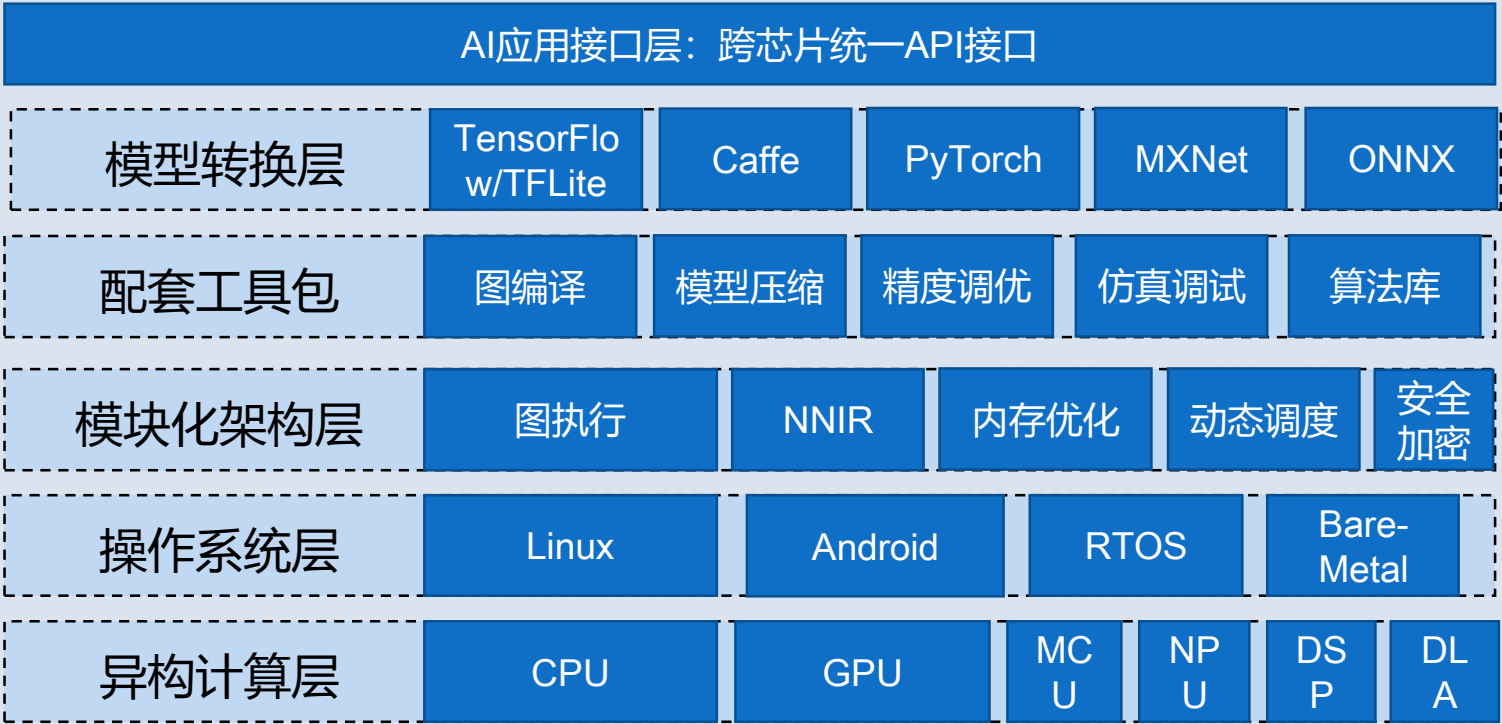 AI应用接口层：跨芯片统一API接口
模型转换层
TensorFlo
w/TFLite
Caffe
PyTorch
MXNet
ONNX
配套工具包
图编译
模型压缩
精度调优
仿真调试
算法库
模块化架构层
图执行
NNIR
内存优化
动态调度
安全
加密
操作系统层
Linux
Android
RTOS
Bare-
Metal
异构计算层
CPU
GPU
MC
U
NP
U
DS
P
DL
A